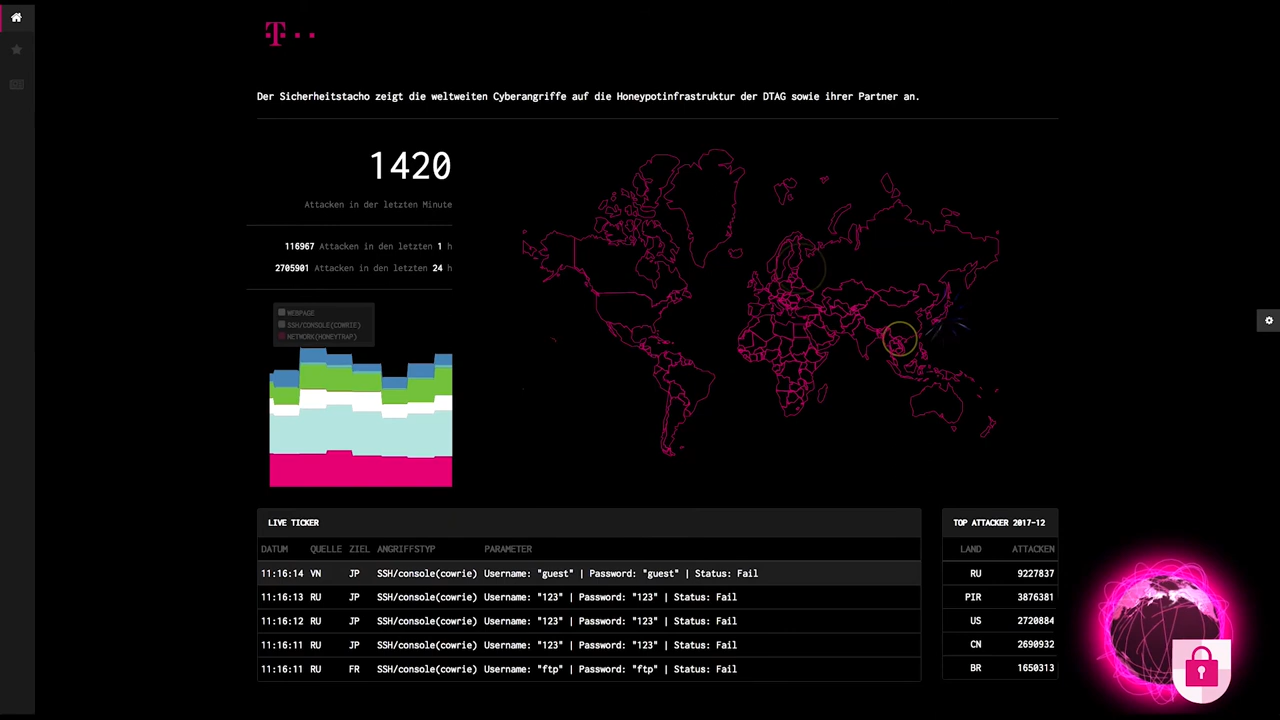 T
Der Sicherheitstacho zeigt die weltweiten Cyberangriffe auf die Honeypotinfrastruktur der DTAG sowie ihrer Partner an.
1420
Attacken in der letzten Minute
116967 Attacken in den letzten 1 h
2705901 Attacken in den letzten 24 h
WEBPAGE
SSH/CONSOLE(COWRIE)
NETWORK(HONEYTRAP)
LIVE TICKER
DATUM QUELLE ZIEL ANGRIFFSTYP PARAMETER
11:16:14 VN JP SSH/console(cowrie) Username: "guest" | Password: "guest" | Status: Fail
11:16:13 RU JP SSH/console(cowrie) Username: "123" | Password: "123" | Status: Fail
11:16:12 RU JP SSH/console(cowrie) Username: "123" | Password: "123" | Status: Fail
11:16:11 RU JP SSH/console(cowrie) Username: "123" | Password: "123" | Status: Fail
11:16:11 RU FR SSH/console(cowrie) Username: "ftp" | Password: "ftp" | Status: Fail
TOP ATTACKER 2017-12
LAND ATTACKEN
RU 9227837
PIR 3876381
US 2720884
CN 2690932
BR 1650313